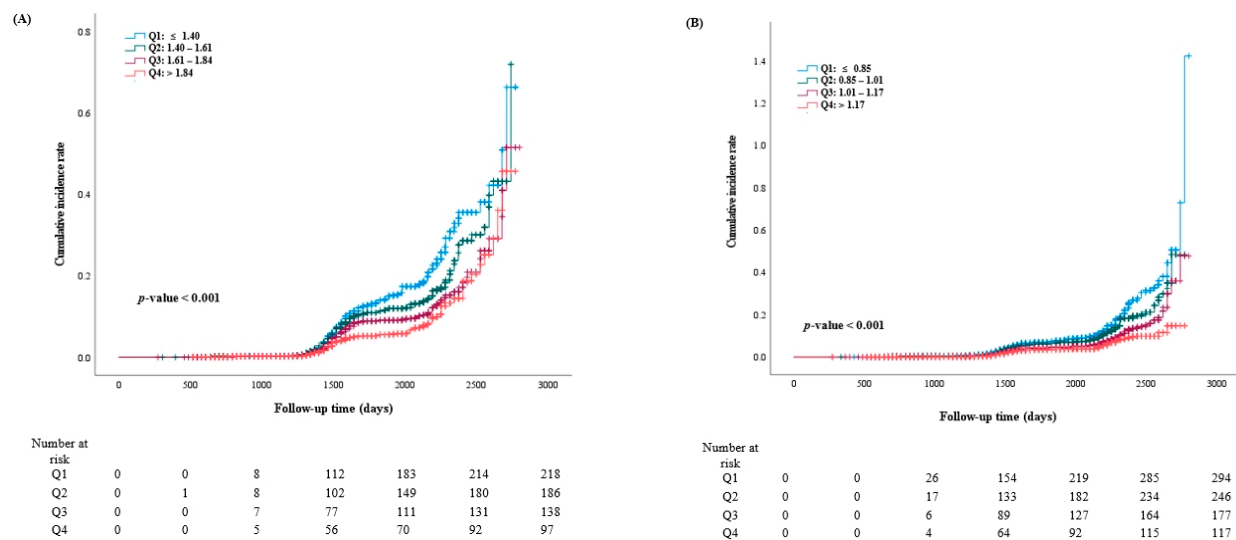 (A)
Q1: ≤ 1.40
Q2: 1.40 – 1.61
Q3: 1.61 – 1.84
Q4: > 1.84
0.8
0.6
0.4
0.2
0.0
Cumulative incidence rate
p-value < 0.001
0 500 1000 1500 2000 2500 3000
Follow-up time (days)
Number at
risk
Q1 0 0 8 112 183 214 218
Q2 0 1 8 102 149 180 186
Q3 0 0 7 77 111 131 138
Q4 0 0 5 56 70 92 97
(B)
Q1: ≤ 0.85
Q2: 0.85 – 1.01
Q3: 1.01 – 1.17
Q4: > 1.17
1.4
1.2
1.0
0.8
0.6
0.4
0.2
0.0
Cumulative incidence rate
p-value < 0.001
0 500 1000 1500 2000 2500 3000
Follow-up time (days)
Number at
risk
Q1 0 0 26 154 219 285 294
Q2 0 0 17 133 182 234 246
Q3 0 0 6 89 127 164 177
Q4 0 0 4 64 92 115 117